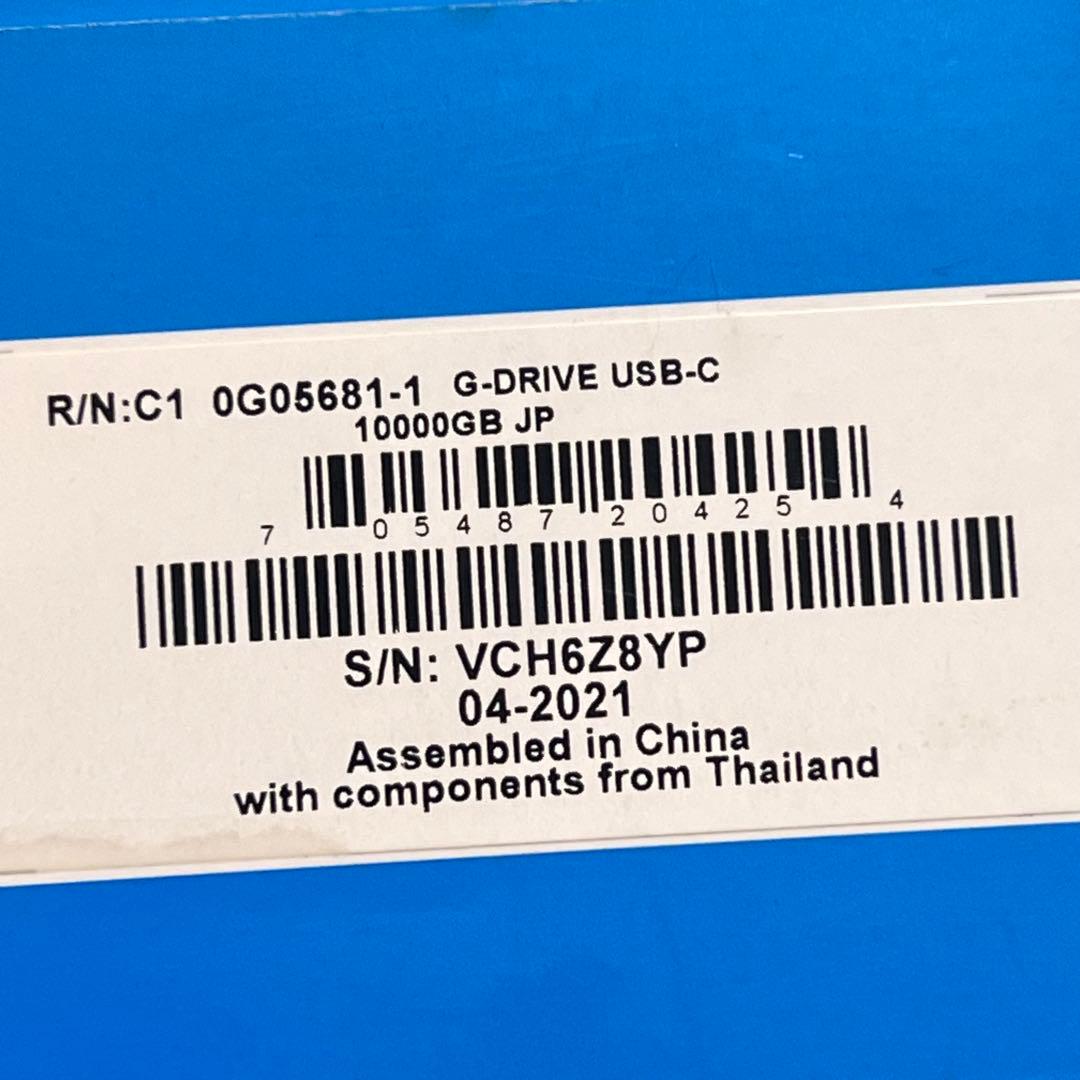 R/N:C1 0G05681-1 G-DRIVE USB-C
10000GB JP
7 05487 20425 4
S/N: VCH6Z8YP
04-2021
Assembled in China
with components from Thailand